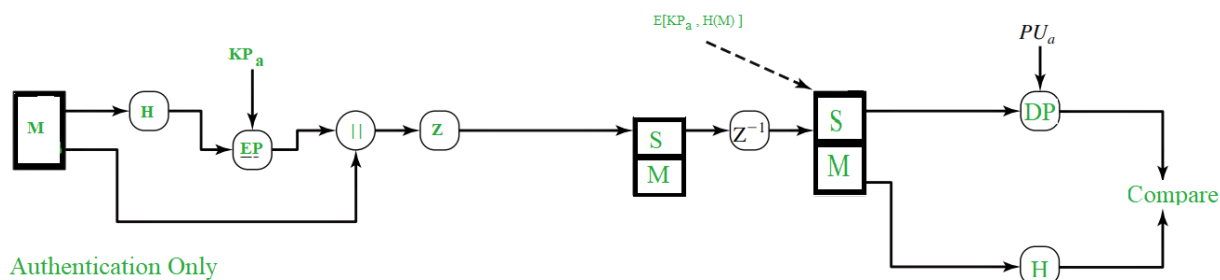 E[KPa , H(M) ]
PUa
KPa
M
H
EP
||
Z
S
M
Z−1
S
M
DP
Compare
H
Authentication Only